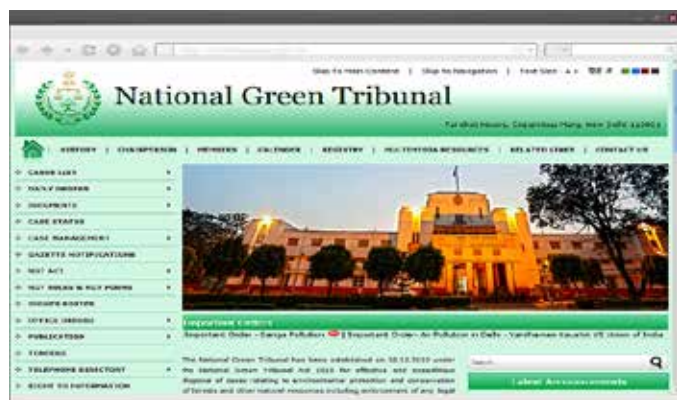 Skip To Main Content | Skip to Navigation | Text Size
National Green Tribunal
Faridkot House, Copernicus Marg, New Delhi 110001
HISTORY | CHAIRPERSON | MEMBERS | CALENDER | REGISTRY | MULTIMEDIA RESOURCES | RELATED LINKS | CONTACT US
CAUSE LIST
DAILY ORDERS
DOCUMENTS
CASE STATUS
CASE MANAGEMENT
GAZETTE NOTIFICATIONS
NGT ACT
NGT RULES & NGT FORMS
OFFICE ORDERS
PUBLICATION
TENDERS
TELEPHONE DIRECTORY
RIGHT TO INFORMATION
Important Orders
Important Order - Ganga Pollution | Important Order- Air Pollution in Delhi - Vardhaman Kaushik VS Union of India
The National Green Tribunal has been established on 18.10.2010 under
the National Green Tribunal Act 2010 for effective and expeditious
disposal of cases relating to environmental protection and conservation
of forests and other natural resources including enforcement of any legal
Search
Latest Announcements